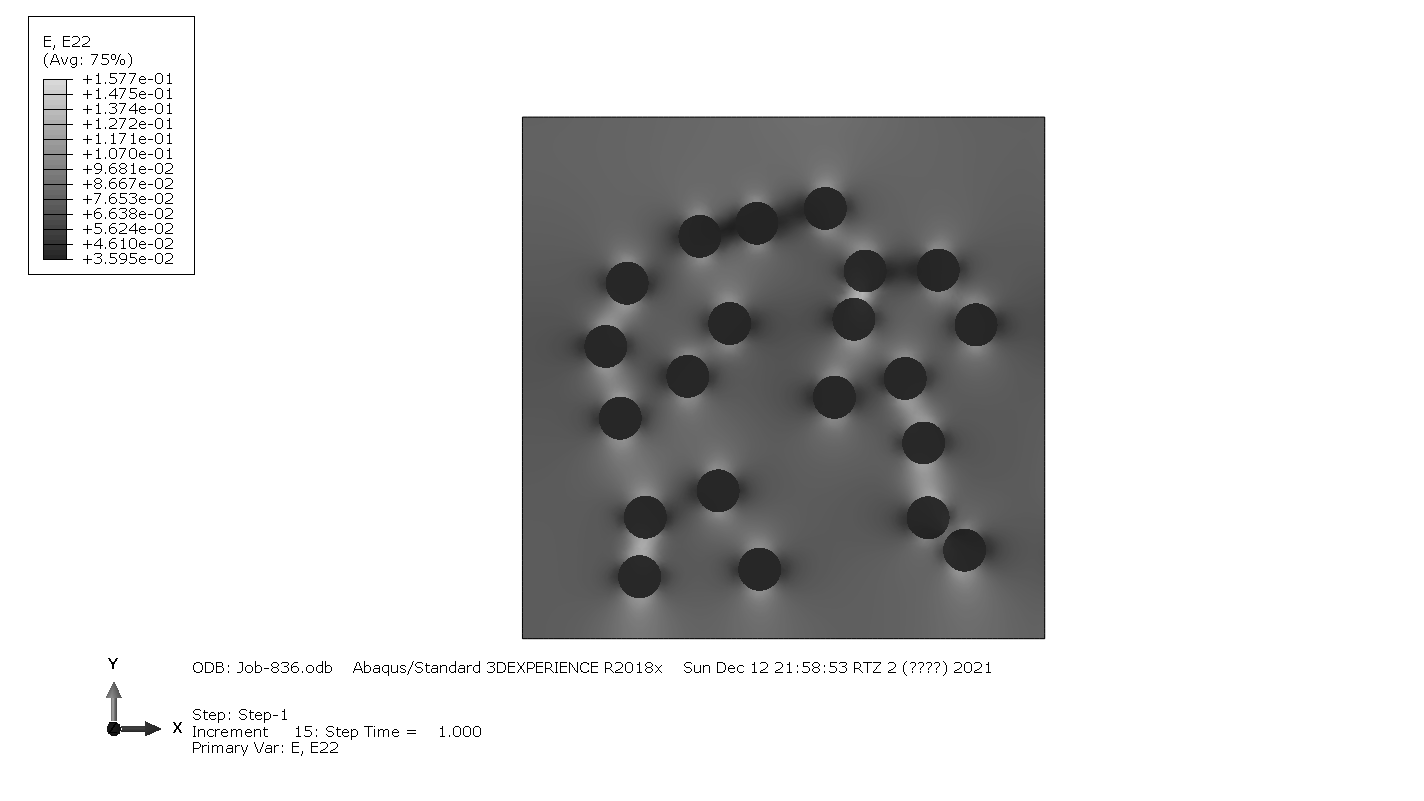 E, E22
(Avg: 75%)
+1.577e-01
+1.475e-01
+1.374e-01
+1.272e-01
+1.171e-01
+1.070e-01
+9.681e-02
+8.667e-02
+7.653e-02
+6.638e-02
+5.624e-02
+4.610e-02
+3.595e-02
Y
X
ODB: Job-836.odb Abaqus/Standard 3DEXPERIENCE R2018x Sun Dec 12 21:58:53 RTZ 2 (????) 2021
Step: Step-1
Increment 15: Step Time = 1.000
Primary Var: E, E22